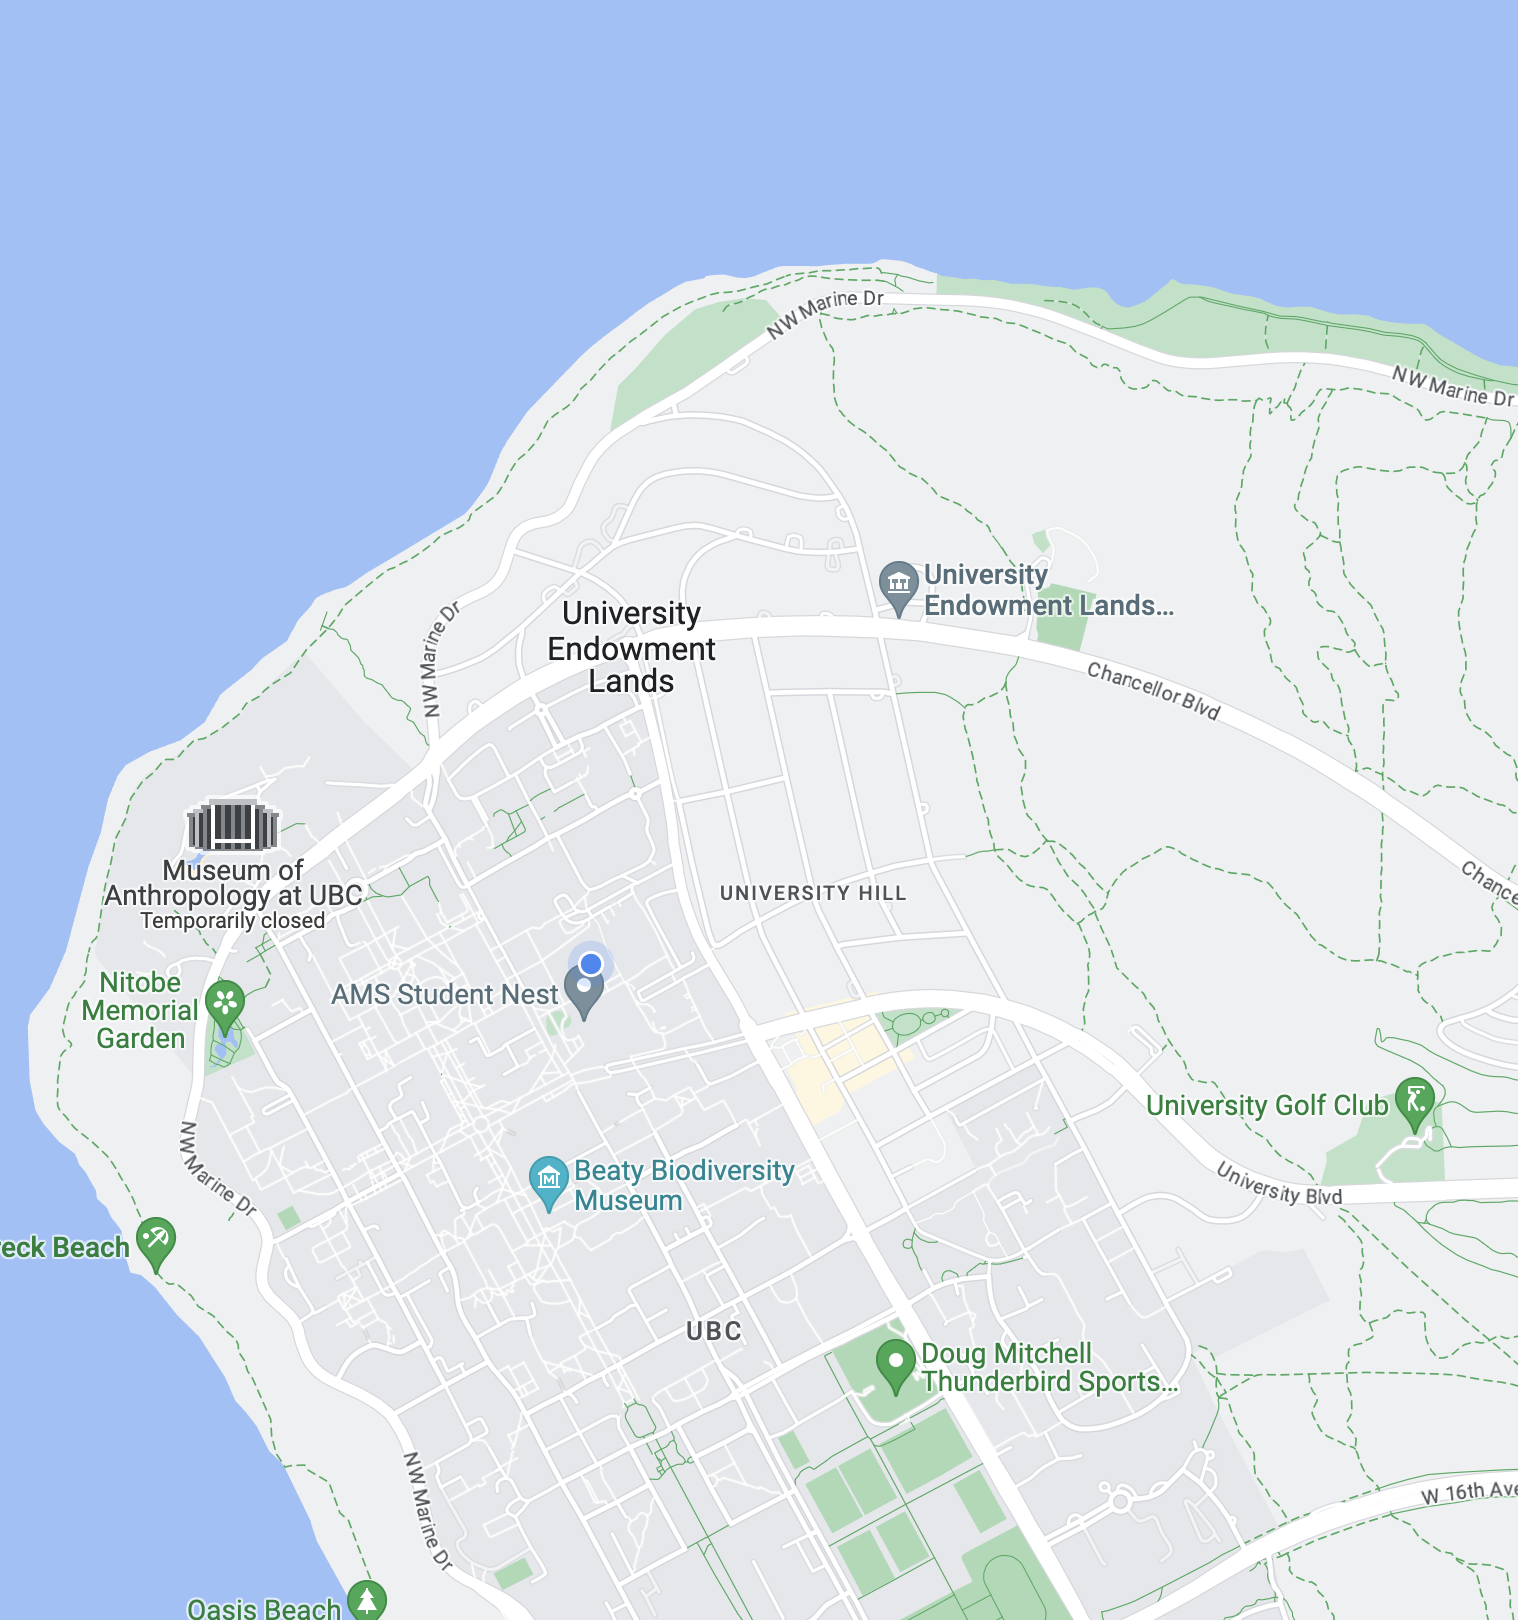 NW Marine Dr
NW Marine Dr
University
Endowment Lands...
University
Endowment
Lands
NW Marine Dr
Chancellor Blvd
Museum of
Anthropology at UBC
Temporarily closed
UNIVERSITY HILL
Chance
AMS Student Nest
Nitobe
Memorial
Garden
University Golf Club
NW Marine Dr
Beaty Biodiversity
Museum
University Blvd
reck Beach
UBC
Doug Mitchell
Thunderbird Sports...
NW Marine Dr
W 16th Ave
Oasis Beach